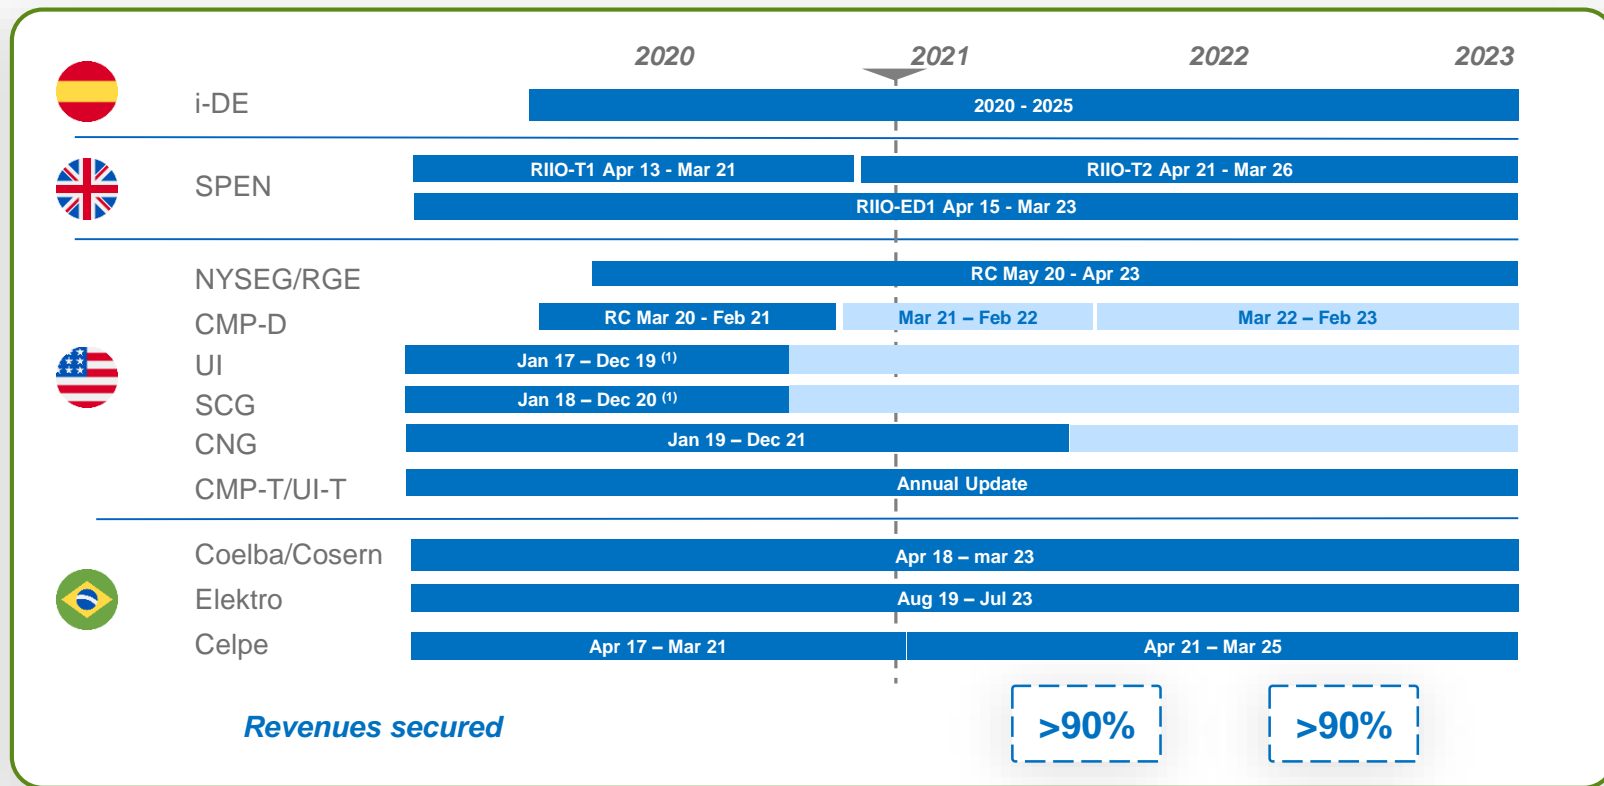 2020 2021 2022 2023
i-DE 2020 - 2025
SPEN RIIO-T1 Apr 13 - Mar 21 RIIO-T2 Apr 21 - Mar 26
RIIO-ED1 Apr 15 - Mar 23
NYSEG/RGE RC May 20 - Apr 23
CMP-D RC Mar 20 - Feb 21 Mar 21 – Feb 22 Mar 22 – Feb 23
UI Jan 17 – Dec 19 (1)
SCG Jan 18 – Dec 20 (1)
CNG Jan 19 – Dec 21
CMP-T/UI-T Annual Update
Coelba/Cosern Apr 18 – mar 23
Elektro Aug 19 – Jul 23
Celpe Apr 17 – Mar 21 Apr 21 – Mar 25
Revenues secured >90% >90%